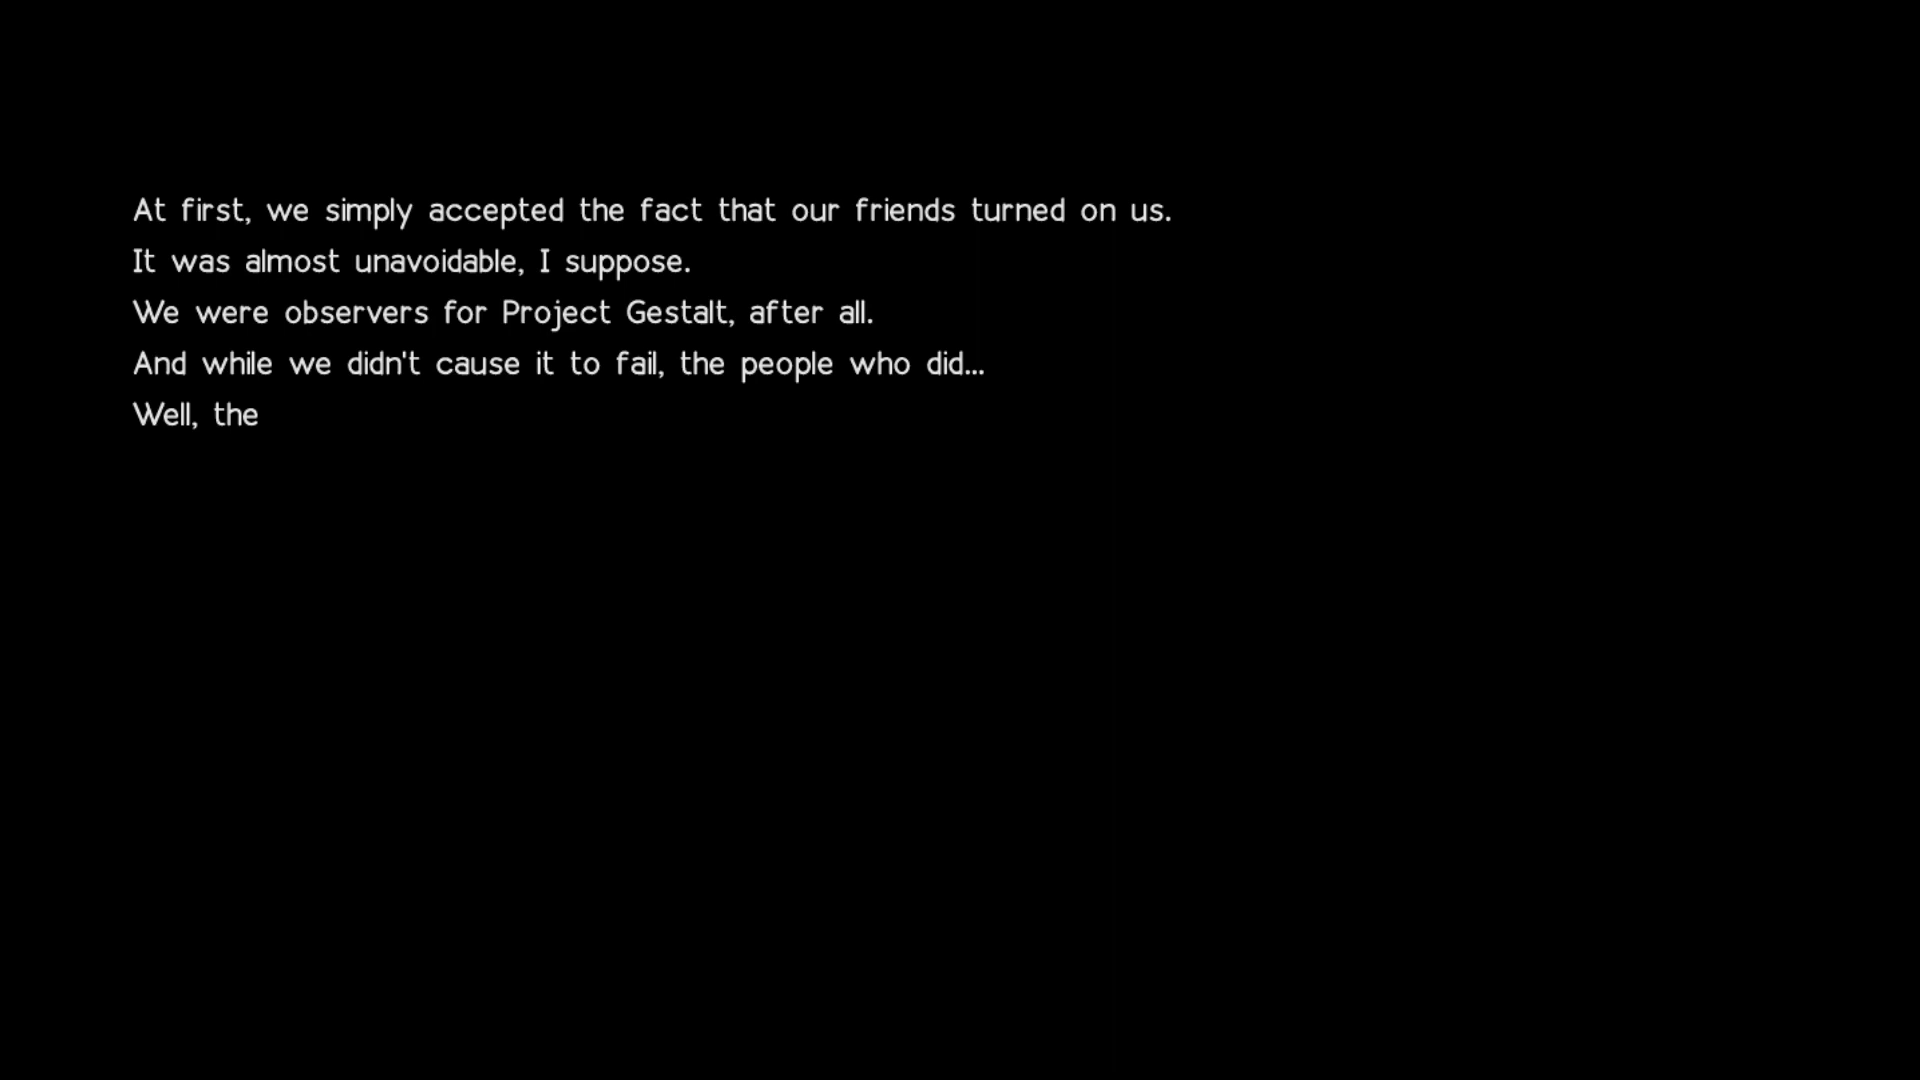 At first, we simply accepted the fact that our friends turned on us.
It was almost unavoidable, I suppose.
We were observers for Project Gestalt, after all.
And while we didn't cause it to fail, the people who did...
Well, the